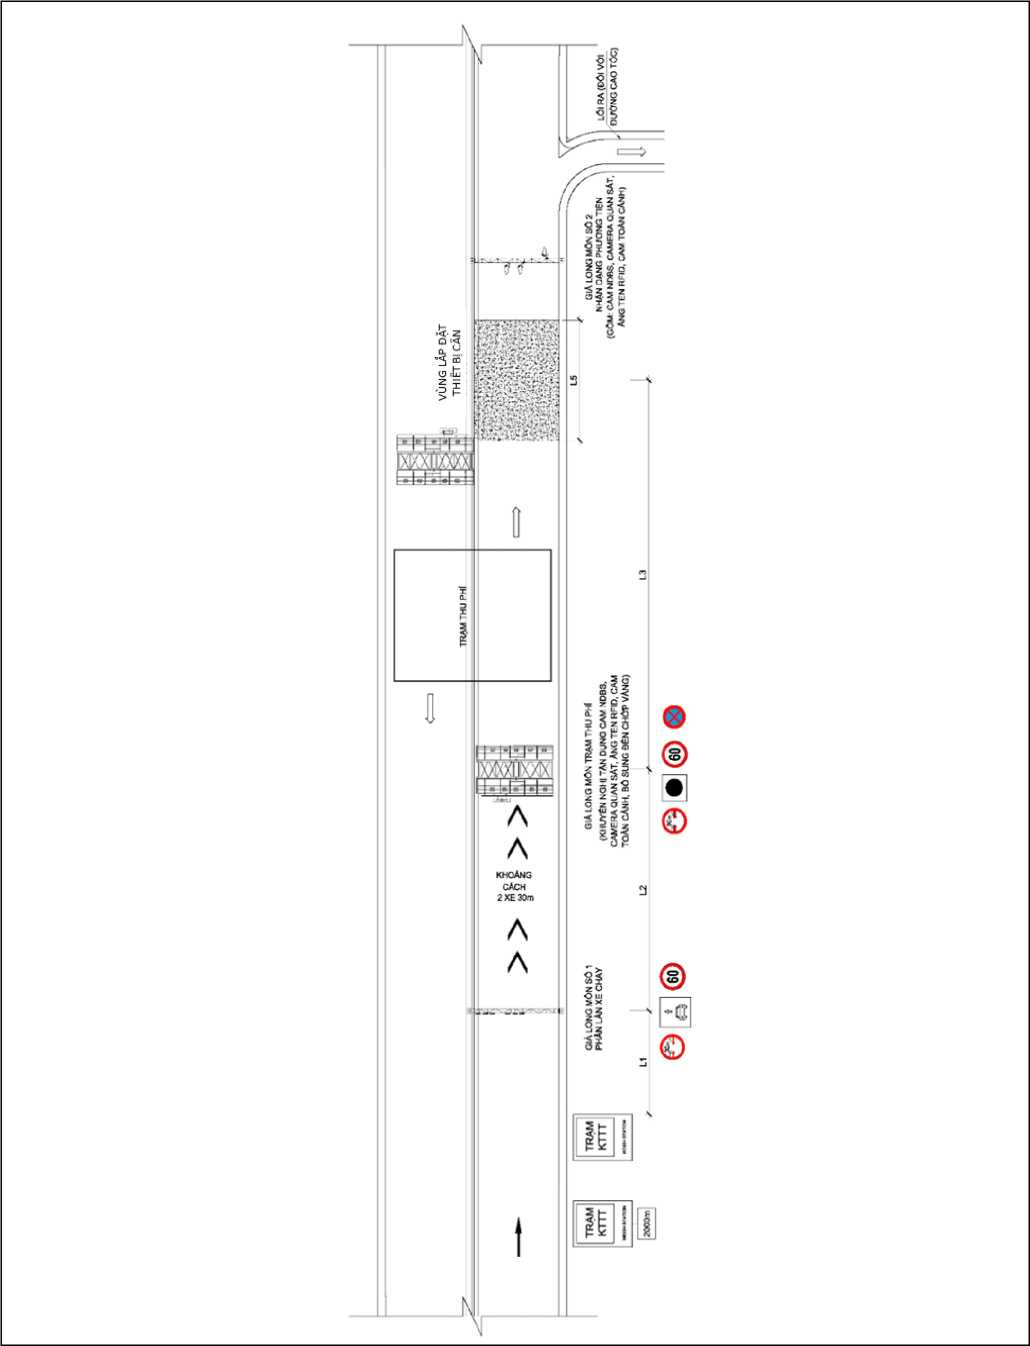 LỐI RA (ĐỐI VỚI
ĐƯỜNG CAO TỐC)
GIÁ LONG MÔN SỐ 2
NHẬN DẠNG PHƯƠNG TIỆN
(GỒM: CAM NDBS, CAMERA QUAN SÁT,
ĂNG TEN RFID, CAM TOÀN CẢNH)
VÙNG LẮP ĐẶT
THIẾT BỊ CÂN
L5
L3
TRẠM THU PHÍ
GIÁ LONG MÔN TRẠM THU PHÍ
(KHUYẾN NGHỊ TẬN DỤNG CAM NDBS,
CAMERA QUAN SÁT, ĂNG TEN RFID, CAM
TOÀN CẢNH, BỔ SUNG ĐÈN CHỚP VÀNG)
60
KHOẢNG
CÁCH
2 XE 30m
L2
GIÁ LONG MÔN SỐ 1
PHÂN LÀN XE CHẠY
60
L1
TRẠM
KTTT
WEIGH STATION
TRẠM
KTTT
WEIGH STATION
2000m